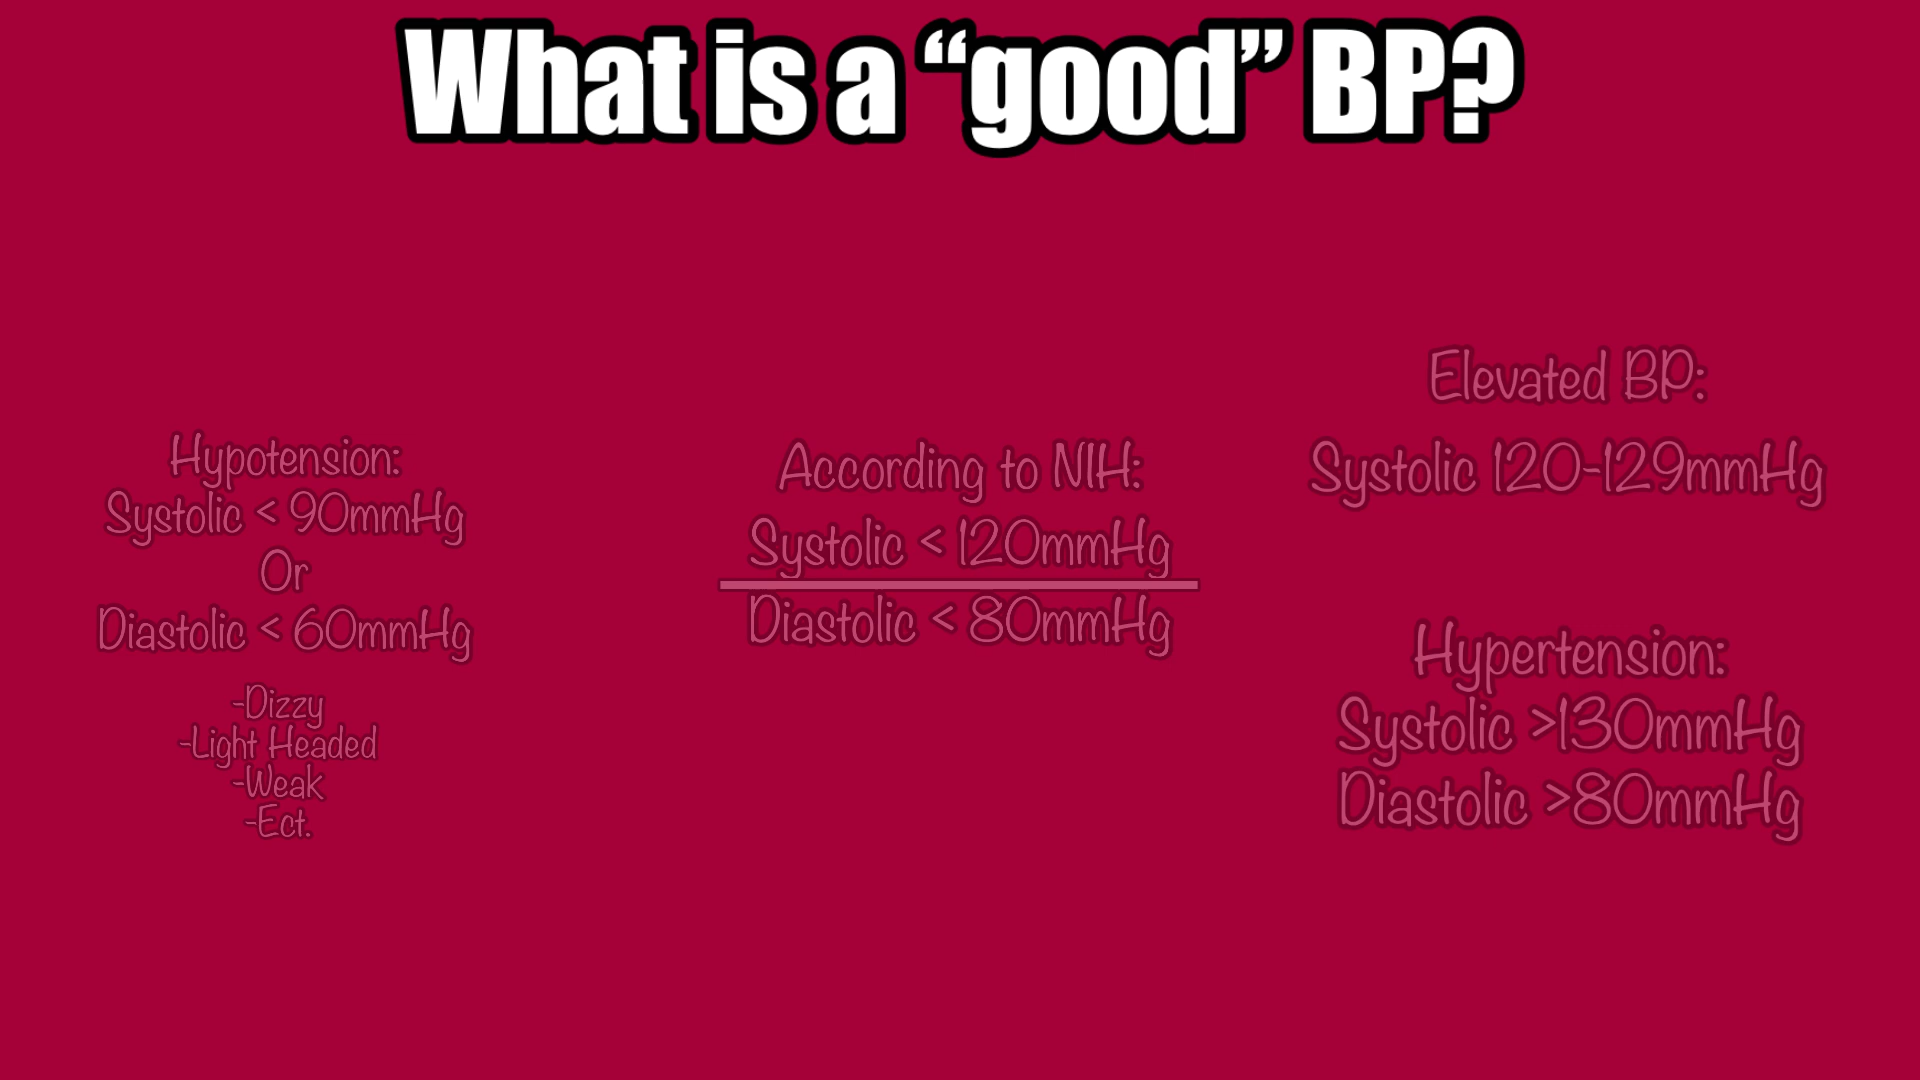 What is a “good” BP?
Hypotension:
Systolic < 90mmHg
Or
Diastolic < 60mmHg
-Dizzy
-Light Headed
-Weak
-Ect.
According to NIH:
Systolic < 120mmHg
Diastolic < 80mmHg
Elevated BP:
Systolic 120-129mmHg
Hypertension:
Systolic >130mmHg
Diastolic >80mmHg